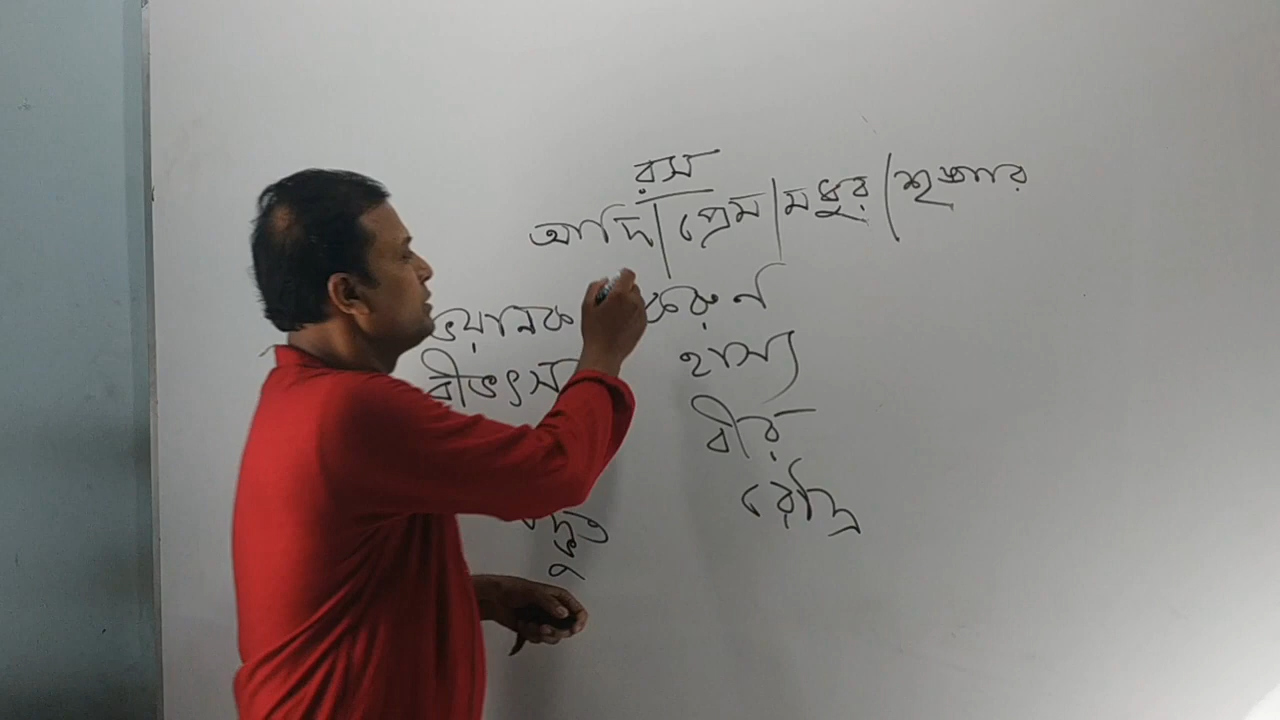 রস
আদি | প্রেম | মধুর | শৃঙ্গার
ভয়ানক করুণ
বীভৎস হাস্য
বীর
রৌদ্র